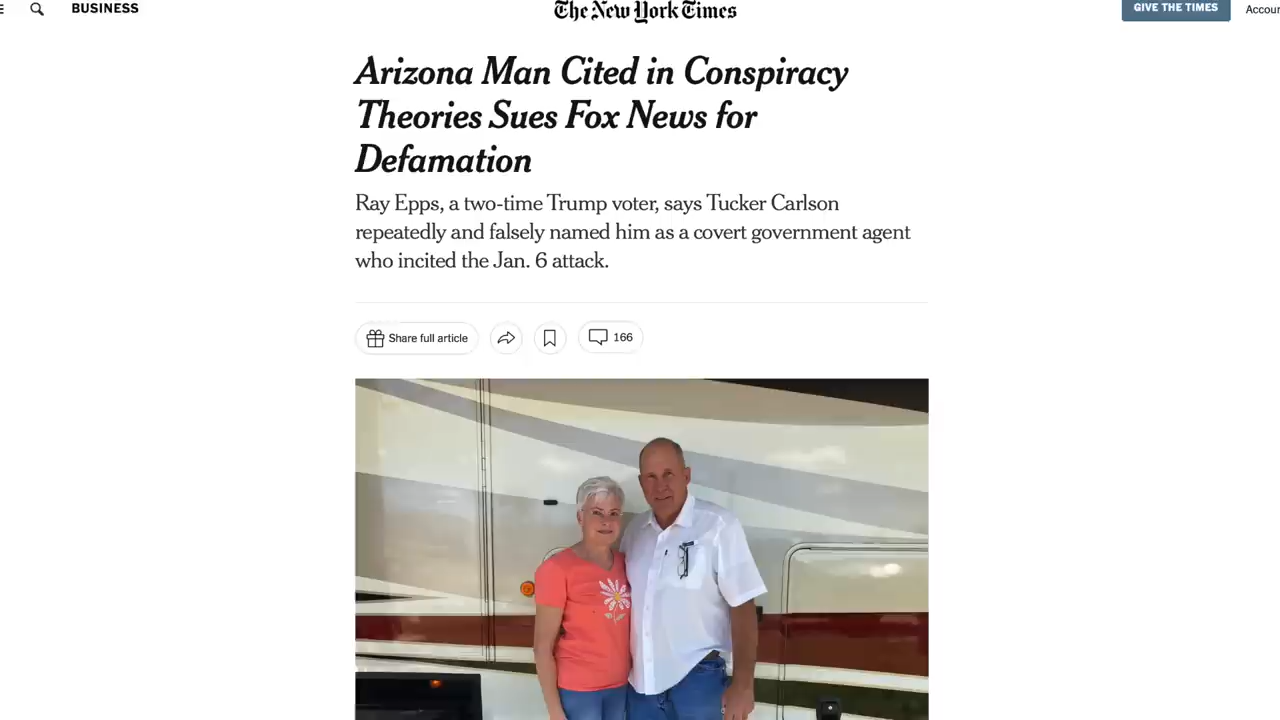 BUSINESS
The New York Times
GIVE THE TIMES
Accoun
Arizona Man Cited in Conspiracy
Theories Sues Fox News for
Defamation
Ray Epps, a two-time Trump voter, says Tucker Carlson
repeatedly and falsely named him as a covert government agent
who incited the Jan. 6 attack.
Share full article
166